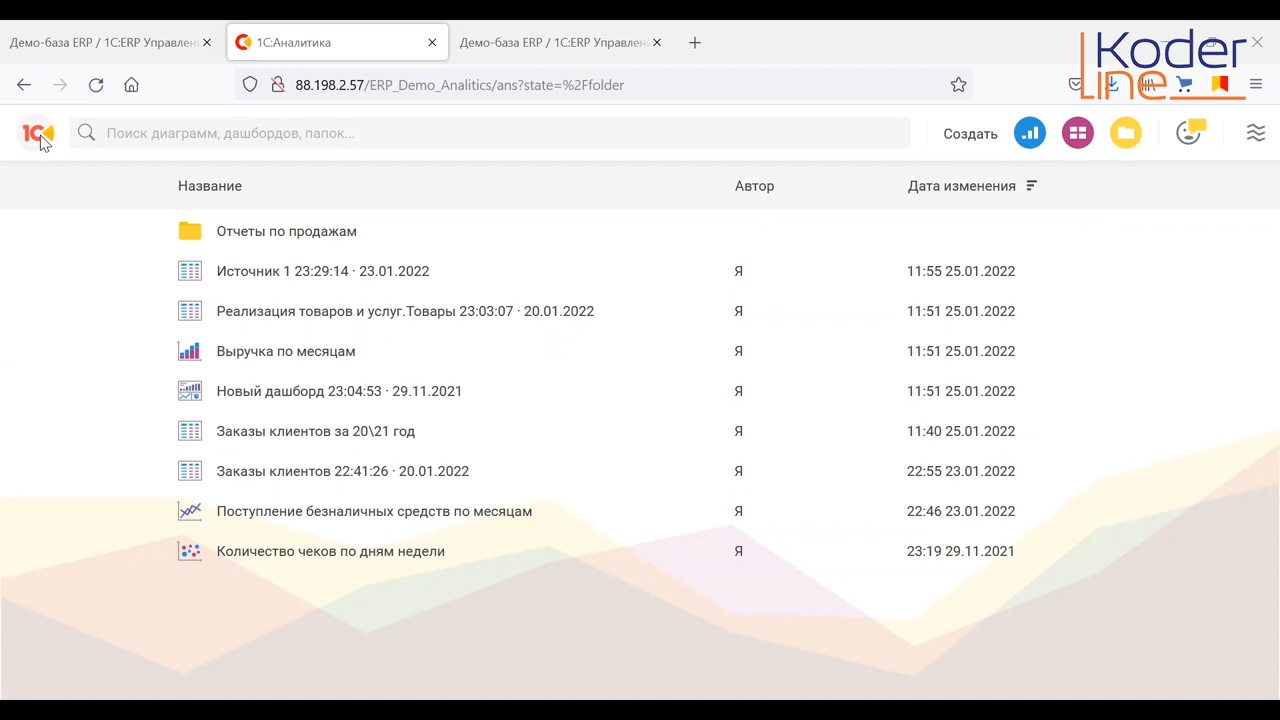 Демо-база ERP / 1С:ERP Управлен
1С:Аналитика
Демо-база ERP / 1С:ERP Управлен
Koder
line
88.198.2.57/ERP_Demo_Analitics/ans?state=%2Ffolder
1С
Поиск диаграмм, дашбордов, папок...
Создать
Название Автор Дата изменения
Отчеты по продажам
Источник 1 23:29:14 · 23.01.2022 Я 11:55 25.01.2022
Реализация товаров и услуг.Товары 23:03:07 · 20.01.2022 Я 11:51 25.01.2022
Выручка по месяцам Я 11:51 25.01.2022
Новый дашборд 23:04:53 · 29.11.2021 Я 11:51 25.01.2022
Заказы клиентов за 20\21 год Я 11:40 25.01.2022
Заказы клиентов 22:41:26 · 20.01.2022 Я 22:55 23.01.2022
Поступление безналичных средств по месяцам Я 22:46 23.01.2022
Количество чеков по дням недели Я 23:19 29.11.2021